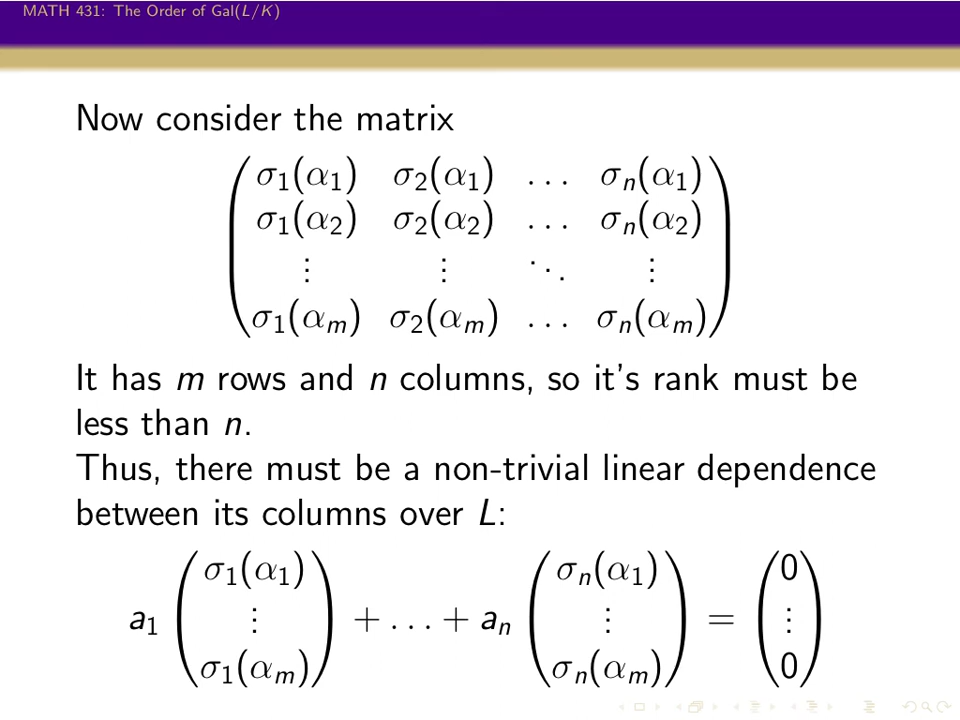 MATH 431: The Order of Gal(L/K)
Now consider the matrix
σ₁(α₁) σ₂(α₁) … σₙ(α₁)
σ₁(α₂) σ₂(α₂) … σₙ(α₂)
⋮ ⋮ ⋱ ⋮
σ₁(αₘ) σ₂(αₘ) … σₙ(αₘ)
It has m rows and n columns, so it's rank must be
less than n.
Thus, there must be a non-trivial linear dependence
between its columns over L:
σ₁(α₁) σₙ(α₁) 0
a₁ ⋮ + … + aₙ ⋮ = ⋮
σ₁(αₘ) σₙ(αₘ) 0